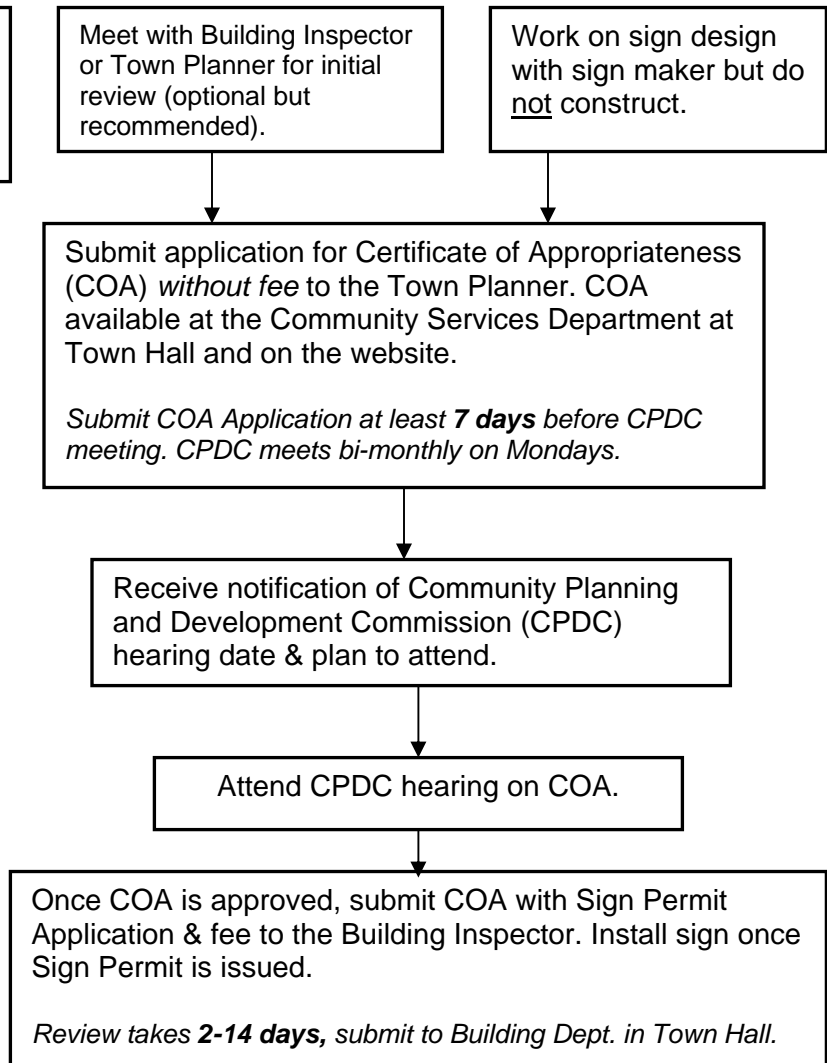 Meet with Building Inspector
or Town Planner for initial
review (optional but
recommended).
Work on sign design
with sign maker but do
not construct.
Submit application for Certificate of Appropriateness
(COA) without fee to the Town Planner. COA
available at the Community Services Department at
Town Hall and on the website.
Submit COA Application at least 7 days before CPDC
meeting. CPDC meets bi-monthly on Mondays.
Receive notification of Community Planning
and Development Commission (CPDC)
hearing date & plan to attend.
Attend CPDC hearing on COA.
Once COA is approved, submit COA with Sign Permit
Application & fee to the Building Inspector. Install sign once
Sign Permit is issued.
Review takes 2-14 days, submit to Building Dept. in Town Hall.